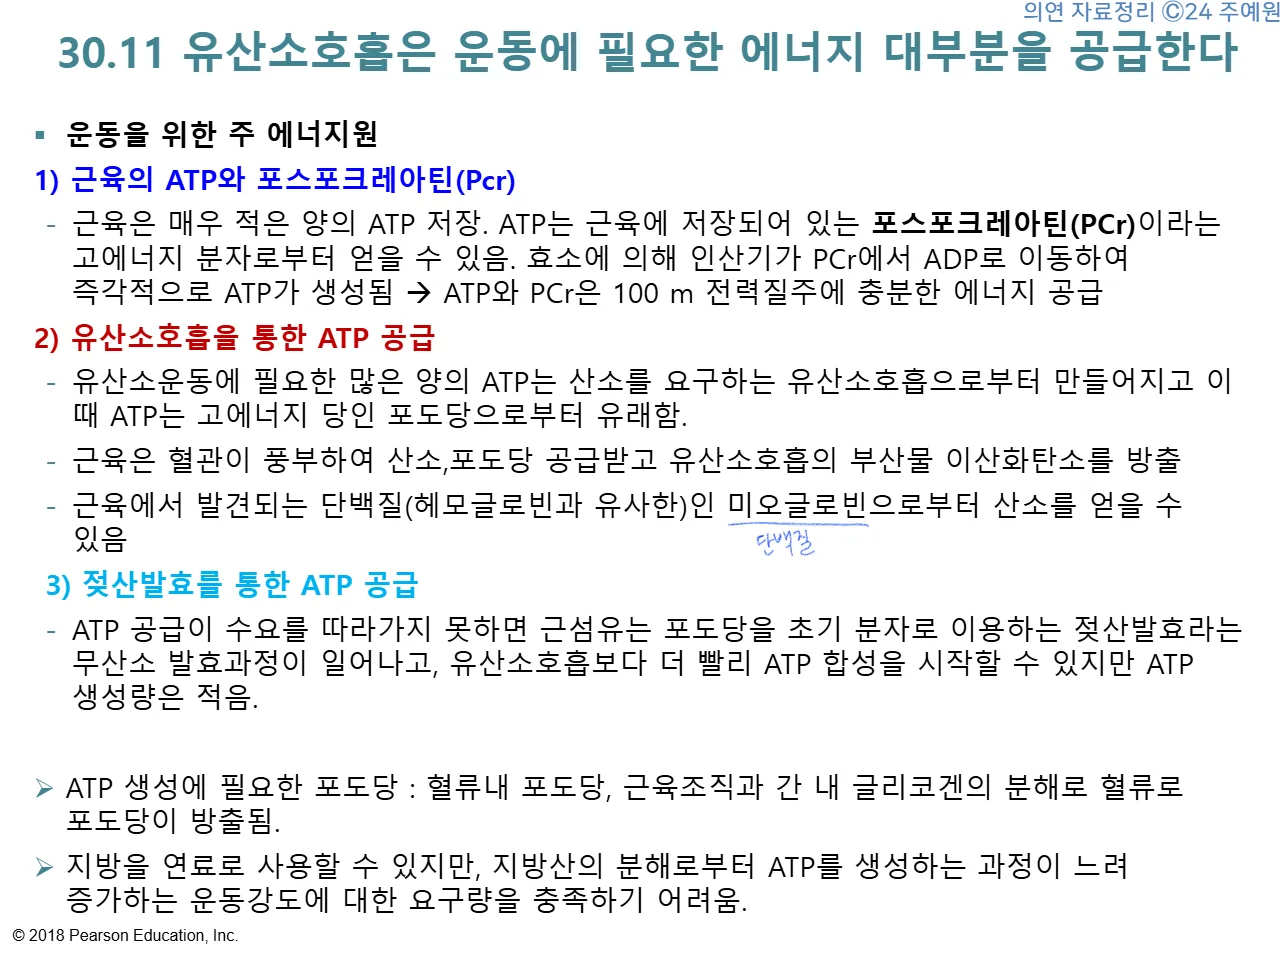 의연 자료정리 ©24 주예원
30.11 유산소호흡은 운동에 필요한 에너지 대부분을 공급한다
▪ 운동을 위한 주 에너지원
1) 근육의 ATP와 포스포크레아틴(Pcr)
- 근육은 매우 적은 양의 ATP 저장. ATP는 근육에 저장되어 있는 포스포크레아틴(PCr)이라는
고에너지 분자로부터 얻을 수 있음. 효소에 의해 인산기가 PCr에서 ADP로 이동하여
즉각적으로 ATP가 생성됨 → ATP와 PCr은 100 m 전력질주에 충분한 에너지 공급
2) 유산소호흡을 통한 ATP 공급
- 유산소운동에 필요한 많은 양의 ATP는 산소를 요구하는 유산소호흡으로부터 만들어지고 이
때 ATP는 고에너지 당인 포도당으로부터 유래함.
- 근육은 혈관이 풍부하여 산소,포도당 공급받고 유산소호흡의 부산물 이산화탄소를 방출
- 근육에서 발견되는 단백질(헤모글로빈과 유사한)인 미오글로빈으로부터 산소를 얻을 수
있음
단백질
3) 젖산발효를 통한 ATP 공급
- ATP 공급이 수요를 따라가지 못하면 근섬유는 포도당을 초기 분자로 이용하는 젖산발효라는
무산소 발효과정이 일어나고, 유산소호흡보다 더 빨리 ATP 합성을 시작할 수 있지만 ATP
생성량은 적음.
➢ ATP 생성에 필요한 포도당 : 혈류내 포도당, 근육조직과 간 내 글리코겐의 분해로 혈류로
포도당이 방출됨.
➢ 지방을 연료로 사용할 수 있지만, 지방산의 분해로부터 ATP를 생성하는 과정이 느려
증가하는 운동강도에 대한 요구량을 충족하기 어려움.
© 2018 Pearson Education, Inc.